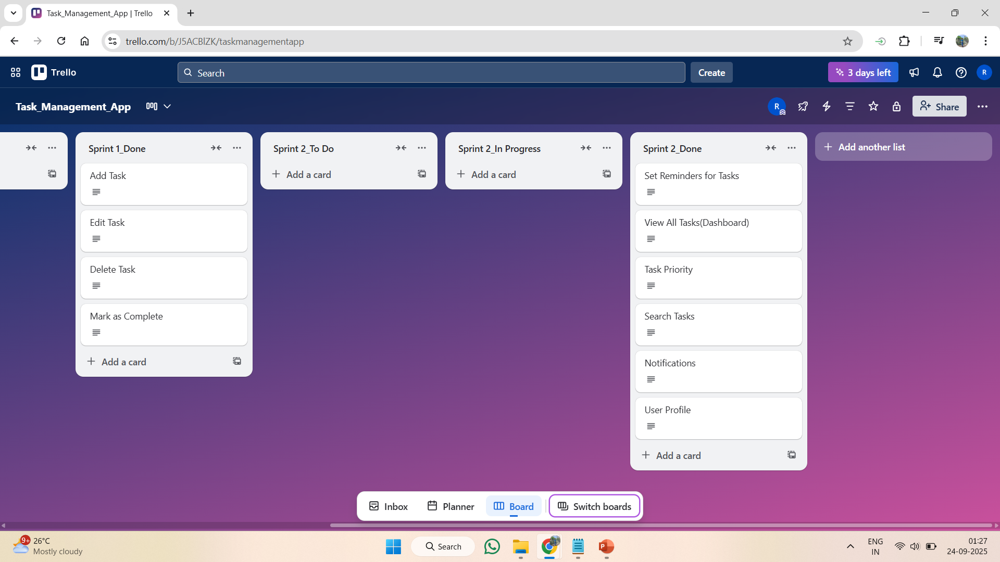 Task_Management_App | Trello
trello.com/b/J5ACBlZK/taskmanagementapp
Trello
Search
Create
3 days left
R
Task_Management_App
R
Share
Sprint 1_Done
Add Task
Edit Task
Delete Task
Mark as Complete
Add a card
Sprint 2_To Do
Add a card
Sprint 2_In Progress
Add a card
Sprint 2_Done
Set Reminders for Tasks
View All Tasks(Dashboard)
Task Priority
Search Tasks
Notifications
User Profile
Add a card
Add another list
Inbox
Planner
Board
Switch boards
9+
26°C
Mostly cloudy
Search
P
ENG
IN
01:27
24-09-2025